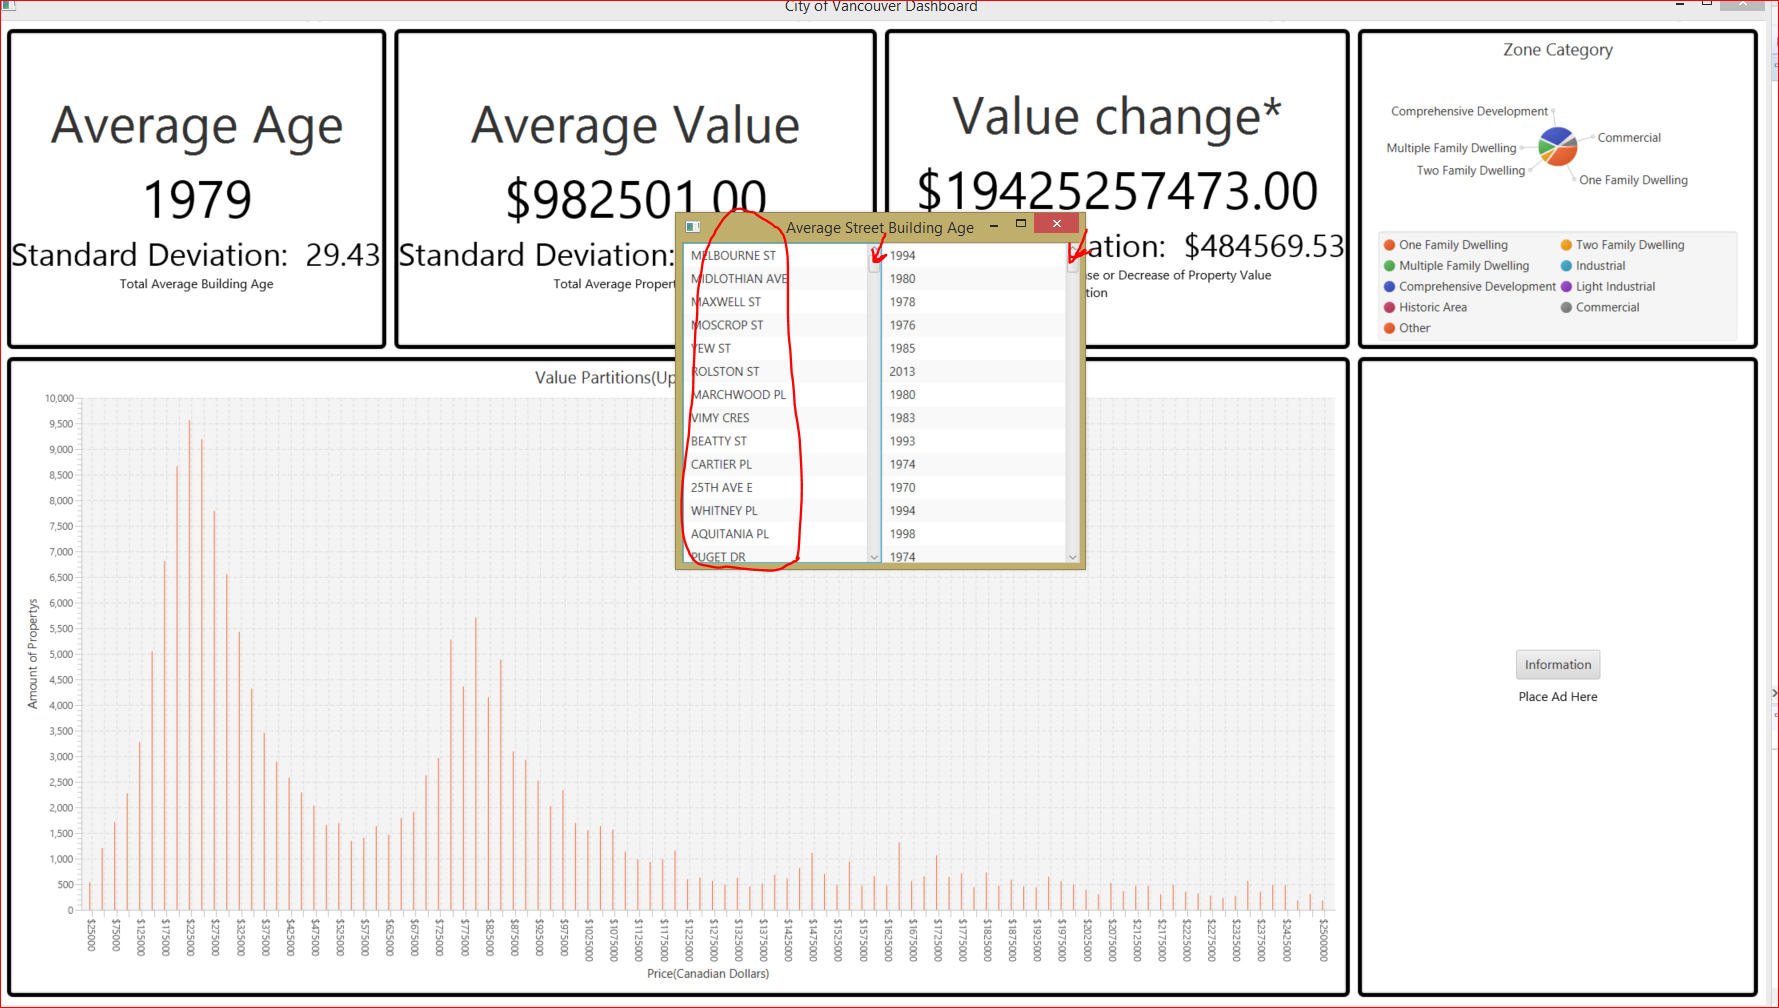 City of Vancouver Dashboard
Average Age
1979
Standard Deviation: 29.43
Total Average Building Age
Average Value
$982501.00
Standard Deviation:
Total Average Propert
Value change*
$19425257473.00
ation: $484569.53
se or Decrease of Property Value
tion
Zone Category
Comprehensive Development
Commercial
Multiple Family Dwelling
Two Family Dwelling
One Family Dwelling
One Family Dwelling
Two Family Dwelling
Multiple Family Dwelling
Industrial
Comprehensive Development
Light Industrial
Historic Area
Commercial
Other
Average Street Building Age
MELBOURNE ST 1994
MIDLOTHIAN AVE 1980
MAXWELL ST 1978
MOSCROP ST 1976
YEW ST 1985
ROLSTON ST 2013
MARCHWOOD PL 1980
VIMY CRES 1983
BEATTY ST 1993
CARTIER PL 1974
25TH AVE E 1970
WHITNEY PL 1994
AQUITANIA PL 1998
PUGET DR 1974
Value Partitions(Up
10,000
9,500
9,000
8,500
8,000
7,500
7,000
6,500
6,000
5,500
5,000
4,500
4,000
3,500
3,000
2,500
2,000
1,500
1,000
500
0
Amount of Propertys
$25000
$75000
$125000
$175000
$225000
$275000
$325000
$375000
$425000
$475000
$525000
$575000
$625000
$675000
$725000
$775000
$825000
$875000
$925000
$975000
$1025000
$1075000
$1125000
$1175000
$1225000
$1275000
$1325000
$1375000
$1425000
$1475000
$1525000
$1575000
$1625000
$1675000
$1725000
$1775000
$1825000
$1875000
$1925000
$1975000
$2025000
$2075000
$2125000
$2175000
$2225000
$2275000
$2325000
$2375000
$2425000
$2500000
Price(Canadian Dollars)
Information
Place Ad Here